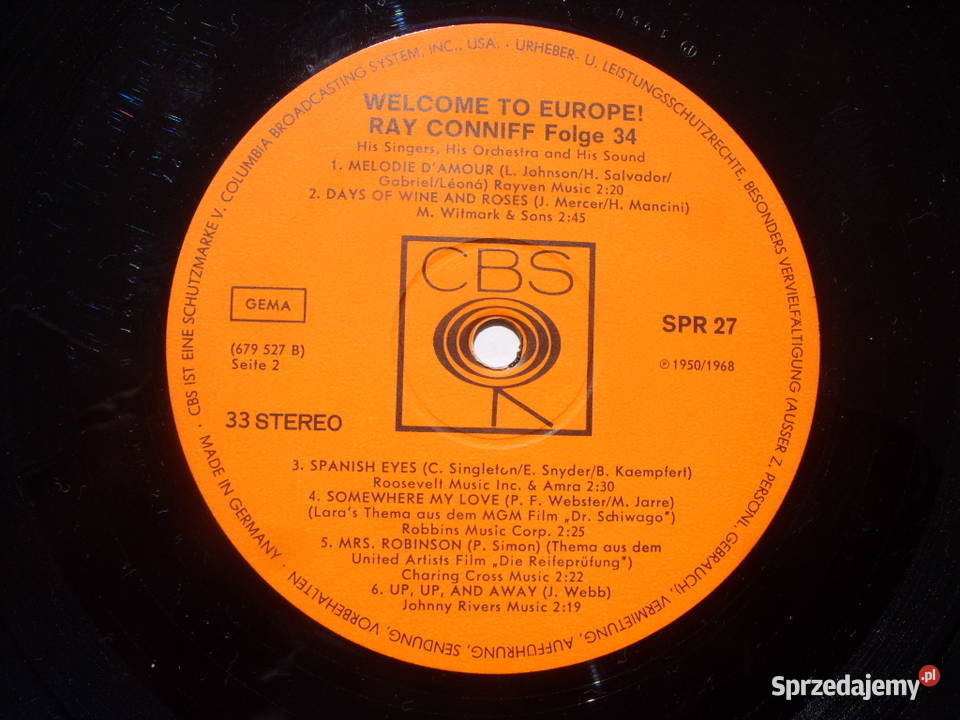 WELCOME TO EUROPE!
RAY CONNIFF Folge 34
His Singers, His Orchestra and His Sound
1. MELODIE D'AMOUR (L. Johnson/H. Salvador/
Gabriel/Léoná) Rayven Music 2:20
2. DAYS OF WINE AND ROSES (J. Mercer/H. Mancini)
M. Witmark & Sons 2:45
CBS
GEMA
(679 527 B)
Seite 2
33 STEREO
SPR 27
℗ 1950/1968
3. SPANISH EYES (C. Singleton/E. Snyder/B. Kaempfert)
Roosevelt Music Inc. & Amra 2:30
4. SOMEWHERE MY LOVE (P. F. Webster/M. Jarre)
(Lara's Thema aus dem MGM Film „Dr. Schiwago")
Robbins Music Corp. 2:25
5. MRS. ROBINSON (P. Simon) (Thema aus dem
United Artists Film „Die Reifeprüfung")
Charing Cross Music 2:22
6. UP, UP, AND AWAY (J. Webb)
Johnny Rivers Music 2:19
MADE IN GERMANY · CBS IST EINE SCHUTZMARKE V. COLUMBIA BROADCASTING SYSTEM, INC., USA. · URHEBER- U. LEISTUNGSSCHUTZRECHTE, BESONDERS VERVIELFÄLTIGUNG (AUSSER Z. PERSÖNL. GEBRAUCH), VERMIETUNG, AUFFÜHRUNG, SENDUNG, VORBEHALTEN ·
Sprzedajemy.pl